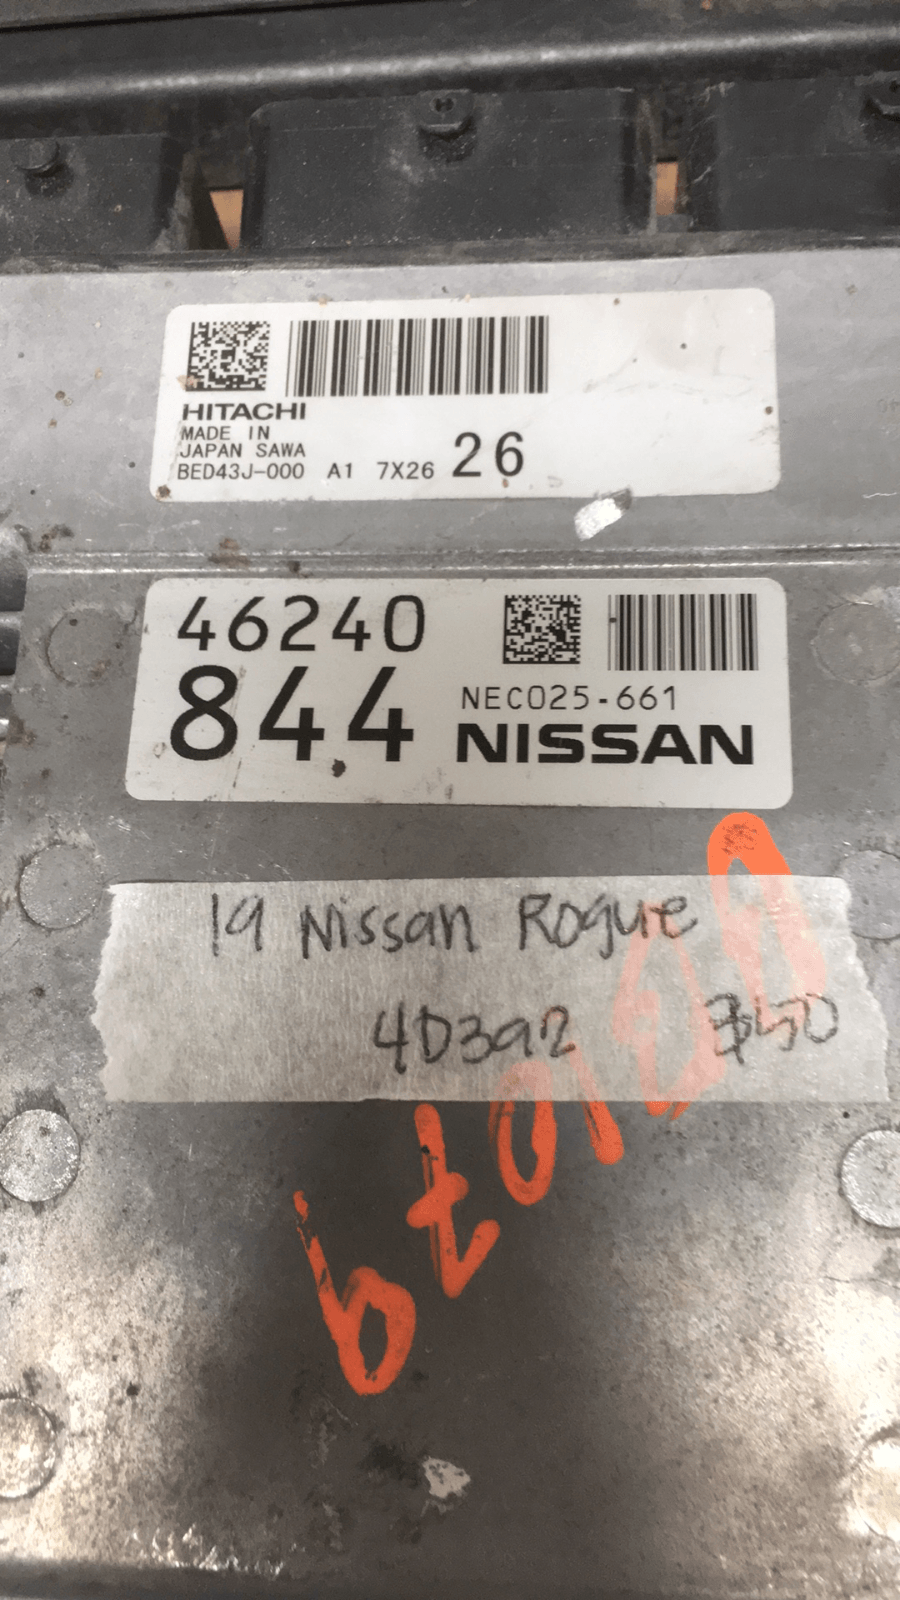 HITACHI
MADE IN
JAPAN SAWA
BED43J-000 A1 7X26 26
46240
844
NEC025-661
NISSAN
19 Nissan Rogue
4D392 $50